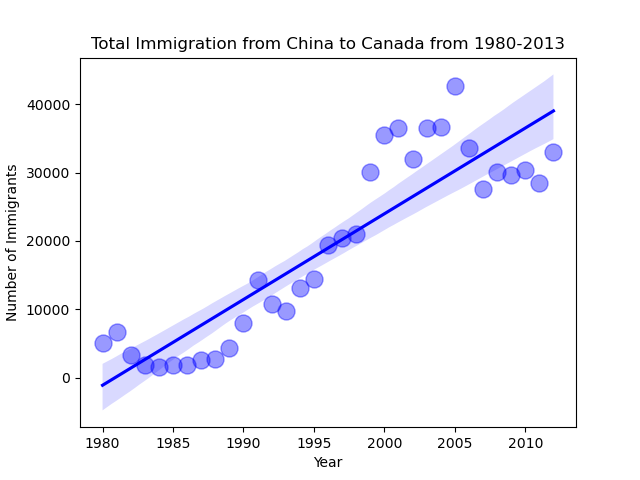 Total Immigration from China to Canada from 1980-2013
40000
30000
20000
10000
0
Number of Immigrants
1980 1985 1990 1995 2000 2005 2010
Year